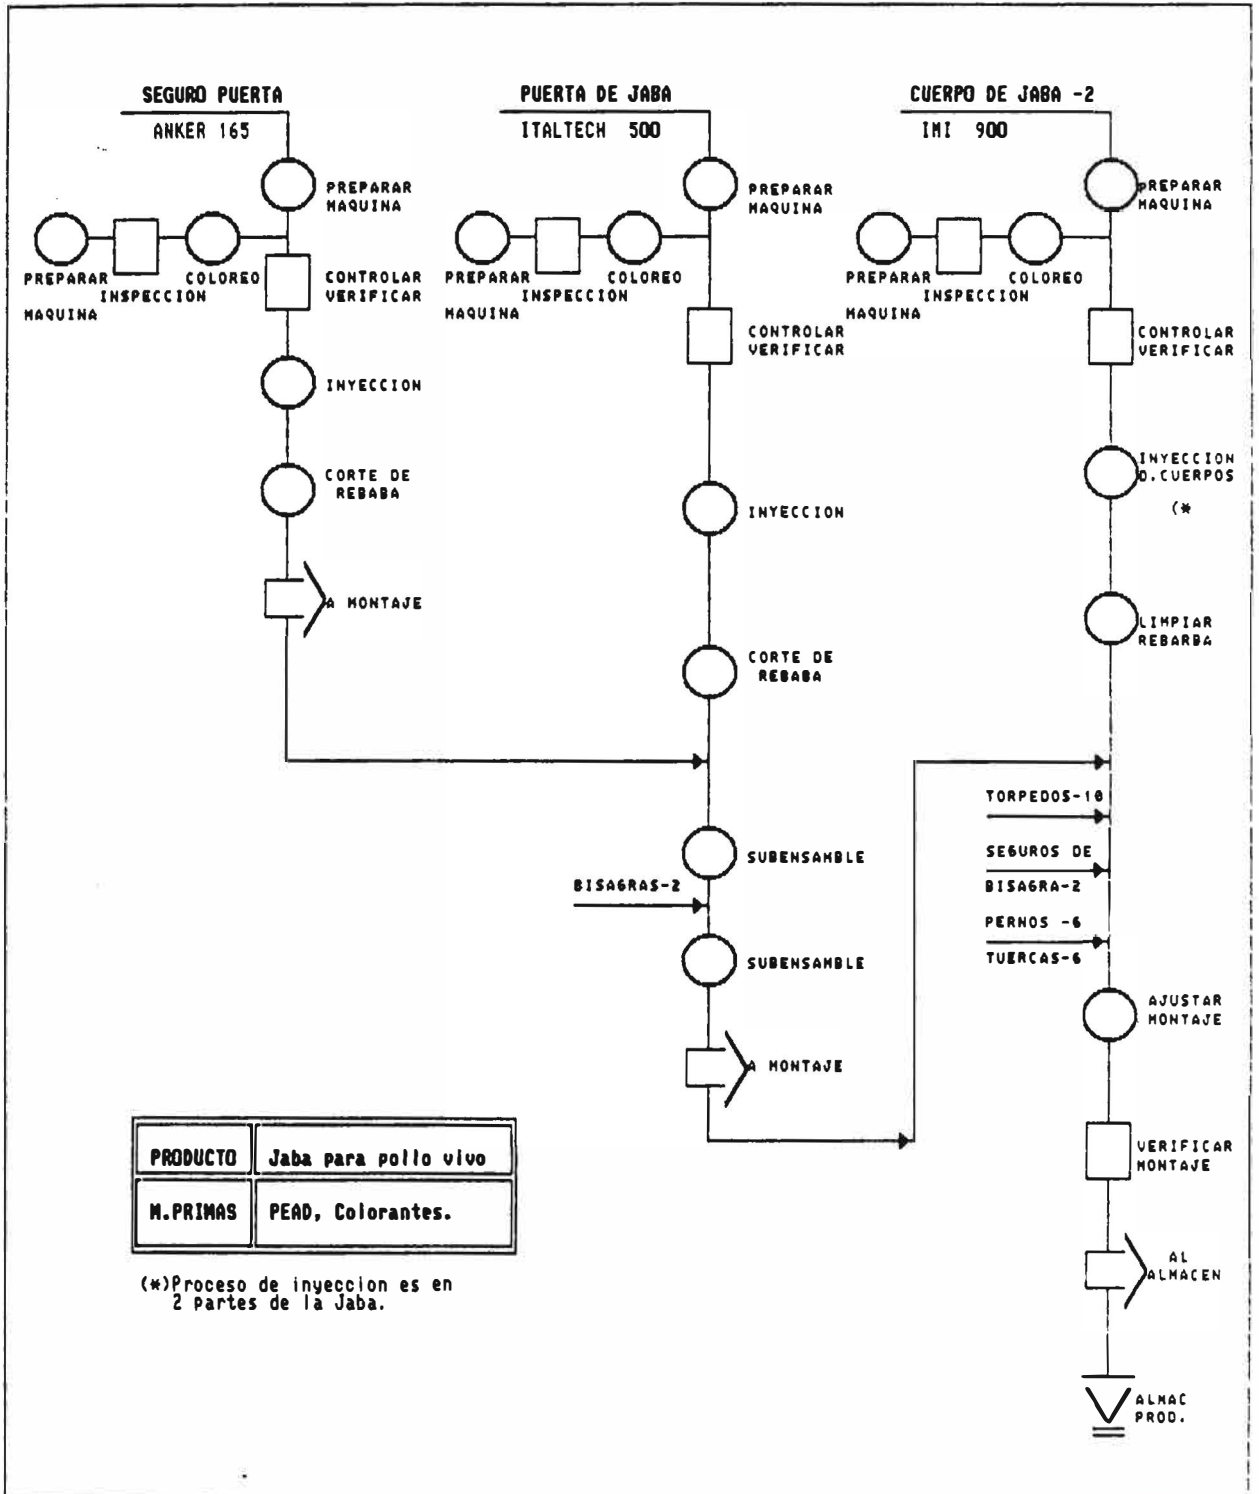 SEGURO PUERTA
ANKER 165
PREPARAR
MAQUINA
PREPARAR
MAQUINA
INSPECCION
COLOREO
CONTROLAR
VERIFICAR
INYECCION
CORTE DE
REBABA
A MONTAJE
PUERTA DE JABA
ITALTECH 500
PREPARAR
MAQUINA
PREPARAR
MAQUINA
INSPECCION
COLOREO
CONTROLAR
VERIFICAR
INYECCION
CORTE DE
REBABA
SUBENSAMBLE
BISAGRAS-2
SUBENSAMBLE
A MONTAJE
CUERPO DE JABA -2
IMI 900
PREPARAR
MAQUINA
PREPARAR
MAQUINA
INSPECCION
COLOREO
CONTROLAR
VERIFICAR
INYECCION
D.CUERPOS
(*
LIMPIAR
REBARBA
TORPEDOS-10
SEGUROS DE
BISAGRA-2
PERNOS -6
TUERCAS-6
AJUSTAR
MONTAJE
VERIFICAR
MONTAJE
AL
ALMACEN
ALMAC
PROD.
PRODUCTO Jaba para pollo vivo
M.PRIMAS PEAD, Colorantes.
(*)Proceso de inyeccion es en
2 partes de la Jaba.